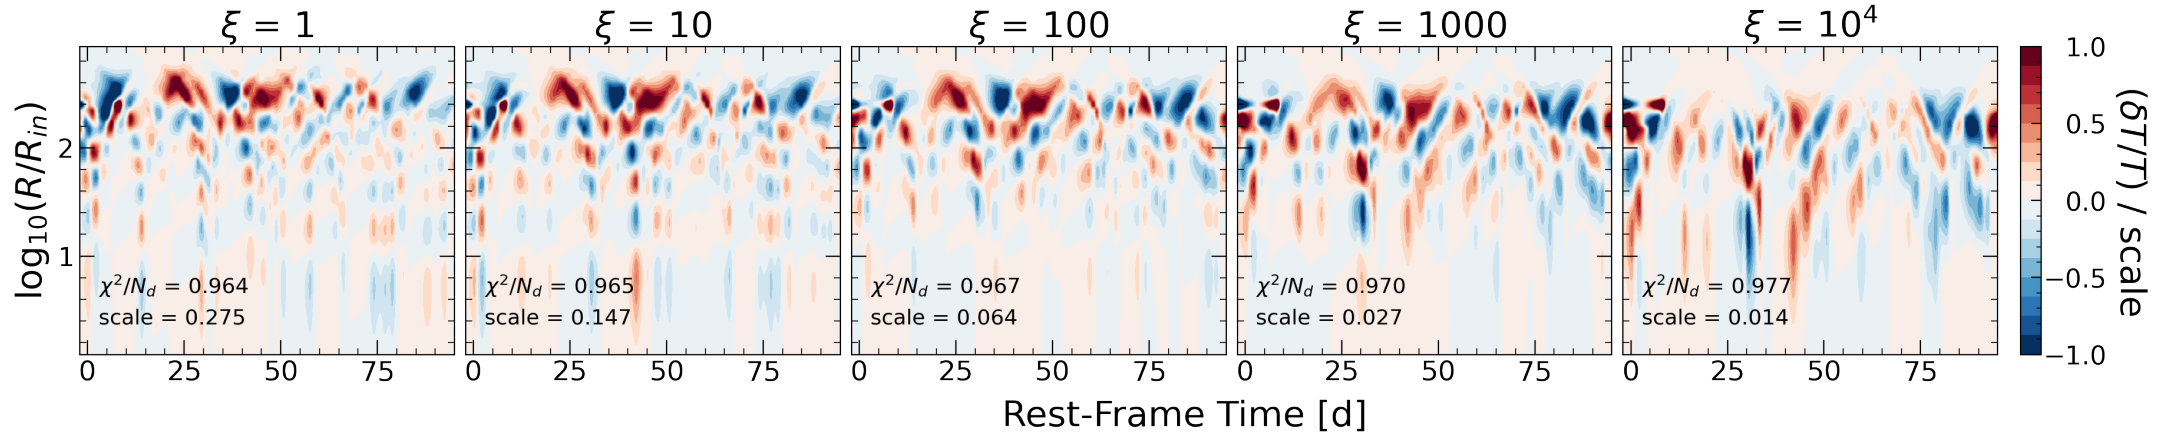 ξ = 1
ξ = 10
ξ = 100
ξ = 1000
ξ = 10⁴
log₁₀(R/Rᵢₙ)
2
1
χ²/N_d = 0.964
scale = 0.275
χ²/N_d = 0.965
scale = 0.147
χ²/N_d = 0.967
scale = 0.064
χ²/N_d = 0.970
scale = 0.027
χ²/N_d = 0.977
scale = 0.014
0 25 50 75
0 25 50 75
0 25 50 75
0 25 50 75
0 25 50 75
Rest-Frame Time [d]
1.0
0.5
0.0
−0.5
−1.0
(δT/T) / scale